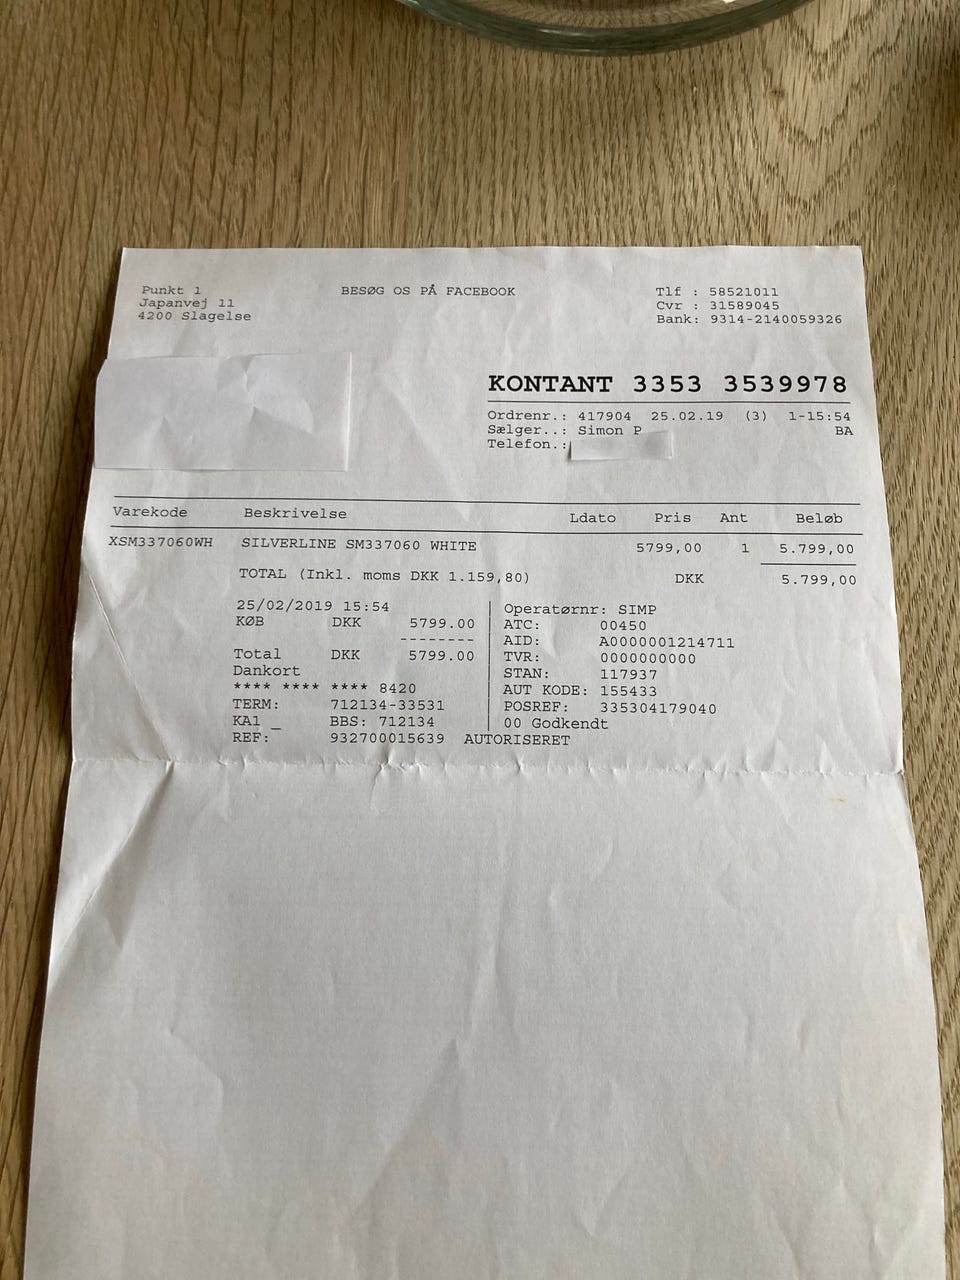 Punkt 1
Japanvej 11
4200 Slagelse
BESØG OS PÅ FACEBOOK
Tlf : 58521011
Cvr : 31589045
Bank: 9314-2140059326
KONTANT 3353 3539978
Ordrenr.: 417904 25.02.19 (3) 1-15:54
Sælger..: Simon P BA
Telefon.:
Varekode Beskrivelse Ldato Pris Ant Beløb
XSM337060WH SILVERLINE SM337060 WHITE 5799,00 1 5.799,00
TOTAL (Inkl. moms DKK 1.159,80) DKK 5.799,00
25/02/2019 15:54
KØB DKK 5799.00
--------
Total DKK 5799.00
Dankort
**** **** **** 8420
TERM: 712134-33531
KA1 _ BBS: 712134
REF: 932700015639 AUTORISERET
Operatørnr: SIMP
ATC: 00450
AID: A0000001214711
TVR: 0000000000
STAN: 117937
AUT KODE: 155433
POSREF: 335304179040
00 Godkendt